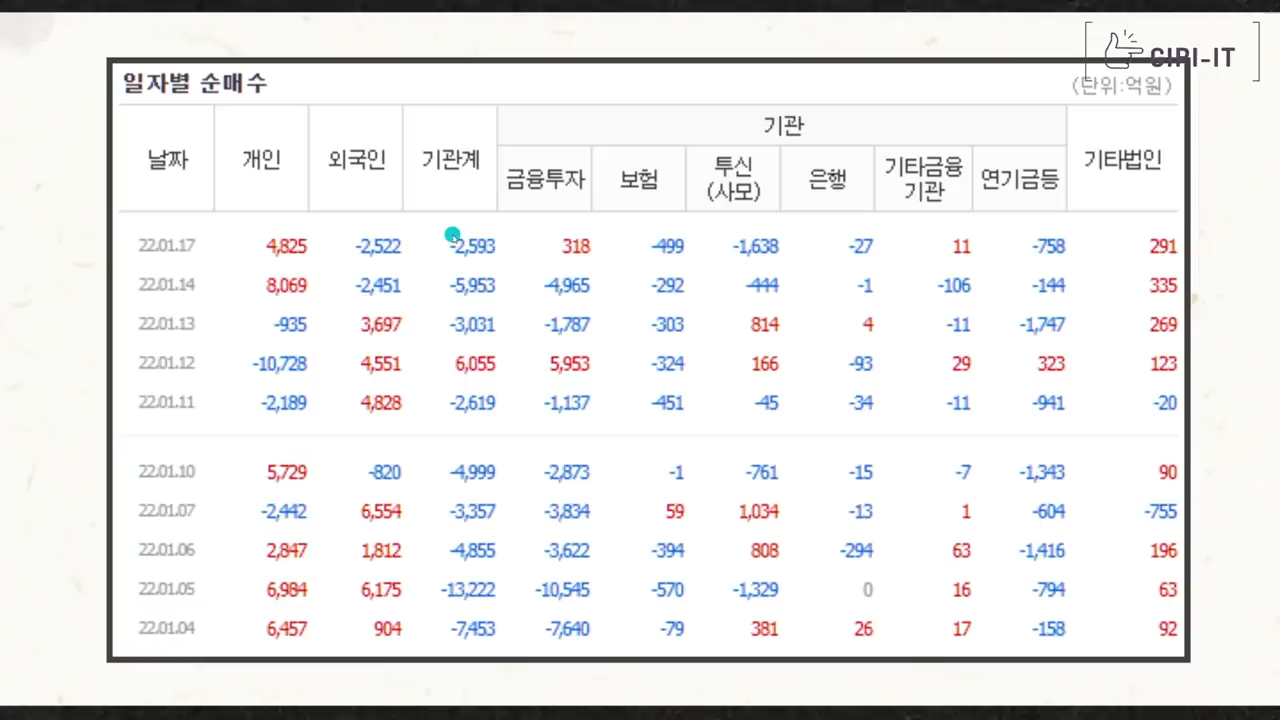 CIRI-IT
일자별 순매수
(단위:억원)
날짜 개인 외국인 기관계 기관 기타법인
금융투자 보험 투신 (사모) 은행 기타금융 기관 연기금등
22.01.17 4,825 -2,522 -2,593 318 -499 -1,638 -27 11 -758 291
22.01.14 8,069 -2,451 -5,953 -4,965 -292 -444 -1 -106 -144 335
22.01.13 -935 3,697 -3,031 -1,787 -303 814 4 -11 -1,747 269
22.01.12 -10,728 4,551 6,055 5,953 -324 166 -93 29 323 123
22.01.11 -2,189 4,828 -2,619 -1,137 -451 -45 -34 -11 -941 -20
22.01.10 5,729 -820 -4,999 -2,873 -1 -761 -15 -7 -1,343 90
22.01.07 -2,442 6,554 -3,357 -3,834 59 1,034 -13 1 -604 -755
22.01.06 2,847 1,812 -4,855 -3,622 -394 808 -294 63 -1,416 196
22.01.05 6,984 6,175 -13,222 -10,545 -570 -1,329 0 16 -794 63
22.01.04 6,457 904 -7,453 -7,640 -79 381 26 17 -158 92